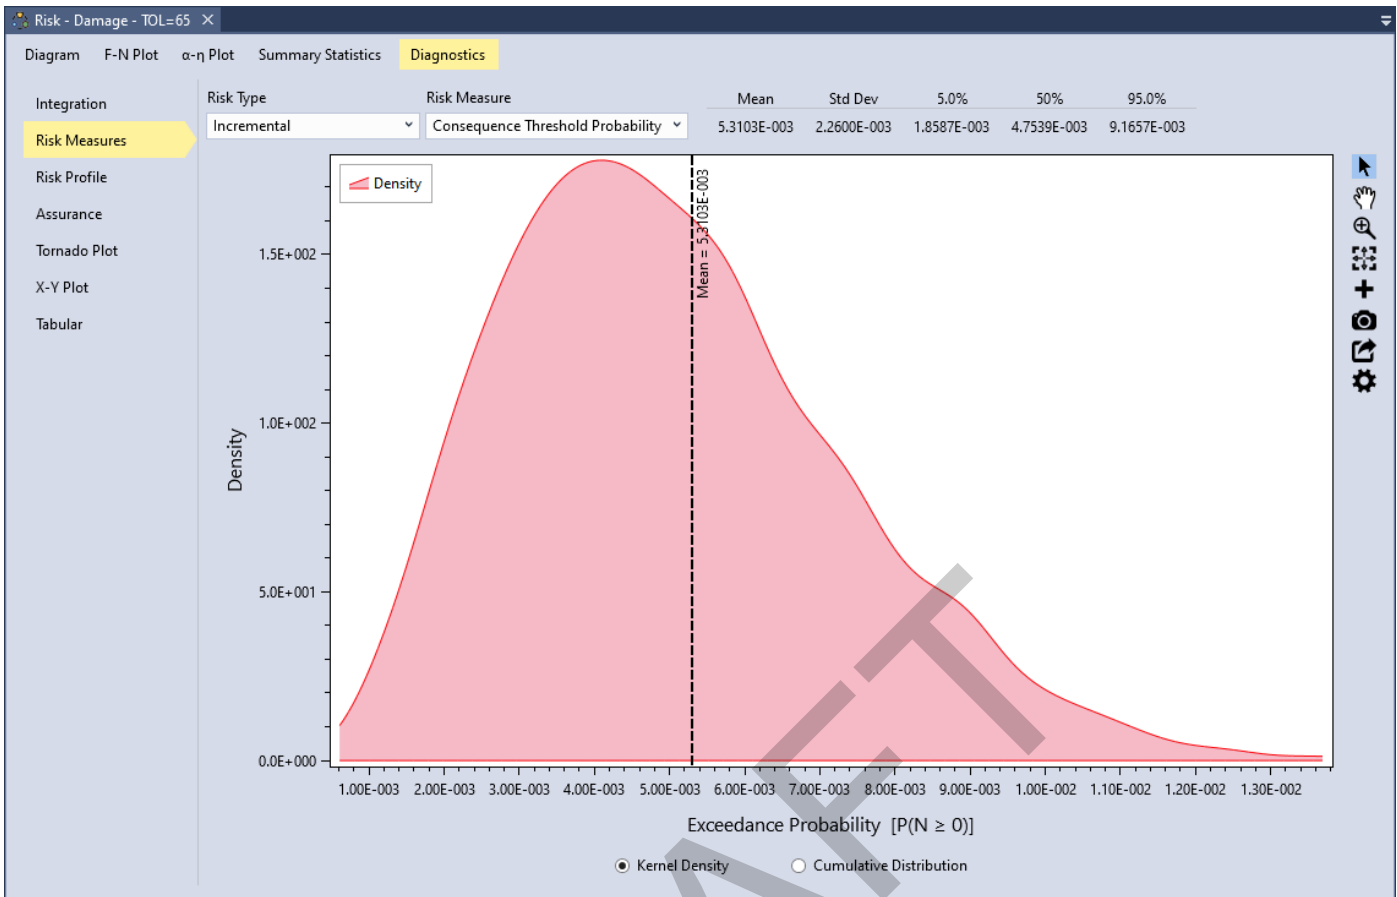 Risk - Damage - TOL=65
Diagram F-N Plot α-η Plot Summary Statistics Diagnostics
Integration
Risk Measures
Risk Profile
Assurance
Tornado Plot
X-Y Plot
Tabular
Risk Type Risk Measure
Incremental Consequence Threshold Probability
Mean Std Dev 5.0% 50% 95.0%
5.3103E-003 2.2600E-003 1.8587E-003 4.7539E-003 9.1657E-003
Density
Mean = 5.3103E-003
1.5E+002
1.0E+002
5.0E+001
0.0E+000
Density
1.00E-003 2.00E-003 3.00E-003 4.00E-003 5.00E-003 6.00E-003 7.00E-003 8.00E-003 9.00E-003 1.00E-002 1.10E-002 1.20E-002 1.30E-002
Exceedance Probability [P(N ≥ 0)]
Kernel Density Cumulative Distribution
AFT